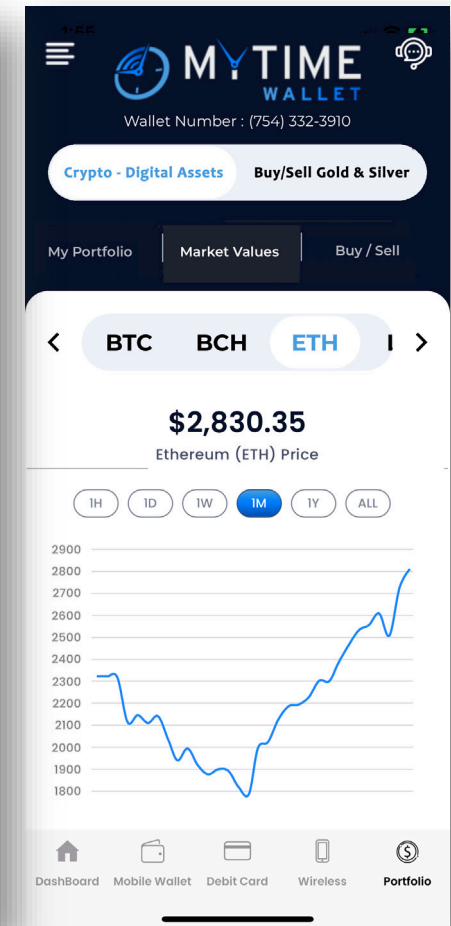 1:55
MYTIME
WALLET
Wallet Number : (754) 332-3910
Crypto - Digital Assets Buy/Sell Gold & Silver
My Portfolio Market Values Buy / Sell
BTC BCH ETH
$2,830.35
Ethereum (ETH) Price
1H 1D 1W 1M 1Y ALL
2900
2800
2700
2600
2500
2400
2300
2200
2100
2000
1900
1800
DashBoard Mobile Wallet Debit Card Wireless Portfolio